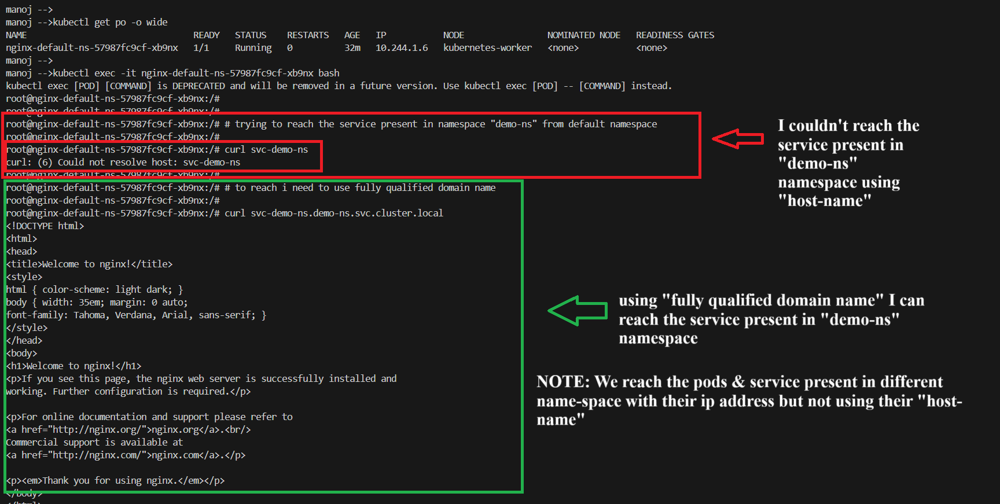 manoj -->
manoj -->kubectl get po -o wide
NAME READY STATUS RESTARTS AGE IP NODE NOMINATED NODE READINESS GATES
nginx-default-ns-57987fc9cf-xb9nx 1/1 Running 0 32m 10.244.1.6 kubernetes-worker <none> <none>
manoj -->
manoj -->kubectl exec -it nginx-default-ns-57987fc9cf-xb9nx bash
kubectl exec [POD] [COMMAND] is DEPRECATED and will be removed in a future version. Use kubectl exec [POD] -- [COMMAND] instead.
root@nginx-default-ns-57987fc9cf-xb9nx:/#
root@nginx-default-ns-57987fc9cf-xb9nx:/#
root@nginx-default-ns-57987fc9cf-xb9nx:/# # trying to reach the service present in namespace "demo-ns" from default namespace
root@nginx-default-ns-57987fc9cf-xb9nx:/#
root@nginx-default-ns-57987fc9cf-xb9nx:/# curl svc-demo-ns
curl: (6) Could not resolve host: svc-demo-ns
root@nginx-default-ns-57987fc9cf-xb9nx:/#
root@nginx-default-ns-57987fc9cf-xb9nx:/# # to reach i need to use fully qualified domain name
root@nginx-default-ns-57987fc9cf-xb9nx:/#
root@nginx-default-ns-57987fc9cf-xb9nx:/# curl svc-demo-ns.demo-ns.svc.cluster.local
<!DOCTYPE html>
<html>
<head>
<title>Welcome to nginx!</title>
<style>
html { color-scheme: light dark; }
body { width: 35em; margin: 0 auto;
font-family: Tahoma, Verdana, Arial, sans-serif; }
</style>
</head>
<body>
<h1>Welcome to nginx!</h1>
<p>If you see this page, the nginx web server is successfully installed and
working. Further configuration is required.</p>
<p>For online documentation and support please refer to
<a href="http://nginx.org/">nginx.org</a>.<br/>
Commercial support is available at
<a href="http://nginx.com/">nginx.com</a>.</p>
<p><em>Thank you for using nginx.</em></p>
</body>
</html>
I couldn't reach the
service present in
"demo-ns"
namespace using
"host-name"
using "fully qualified domain name" I can
reach the service present in "demo-ns"
namespace
NOTE: We reach the pods & service present in different
name-space with their ip address but not using their "host-
name"